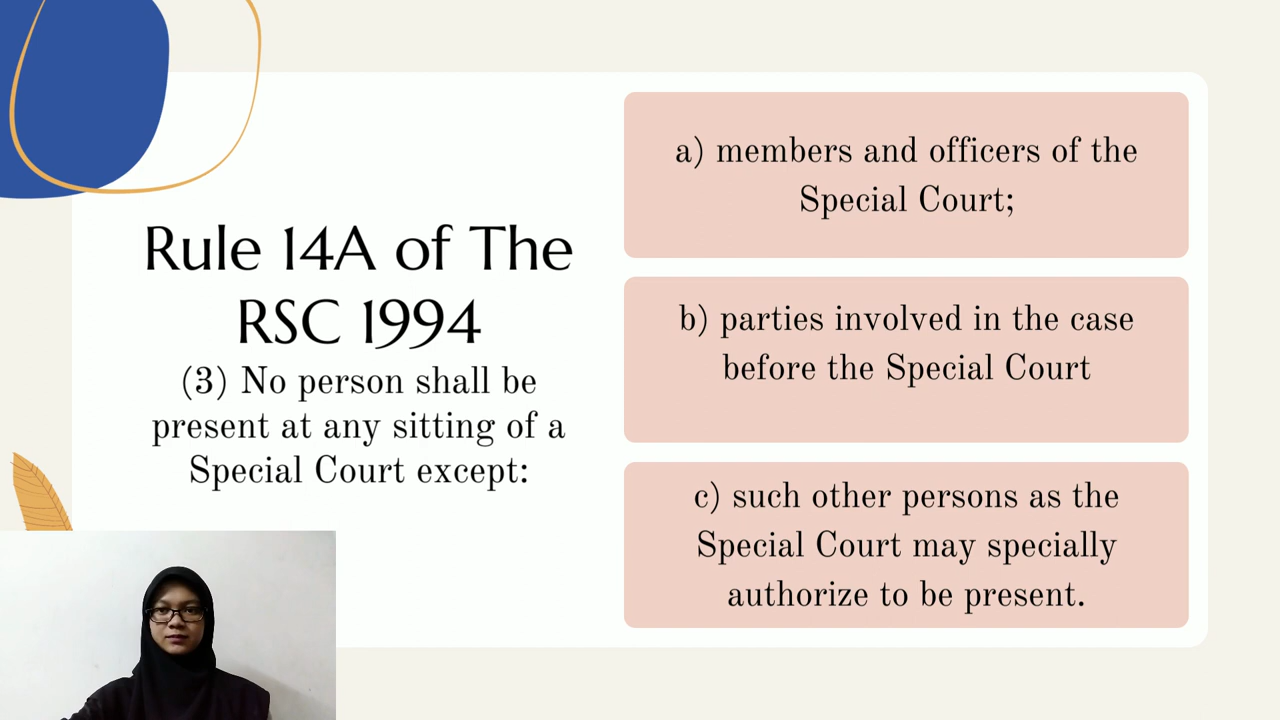 Rule 14A of The
RSC 1994
(3) No person shall be
present at any sitting of a
Special Court except:
a) members and officers of the
Special Court;
b) parties involved in the case
before the Special Court
c) such other persons as the
Special Court may specially
authorize to be present.